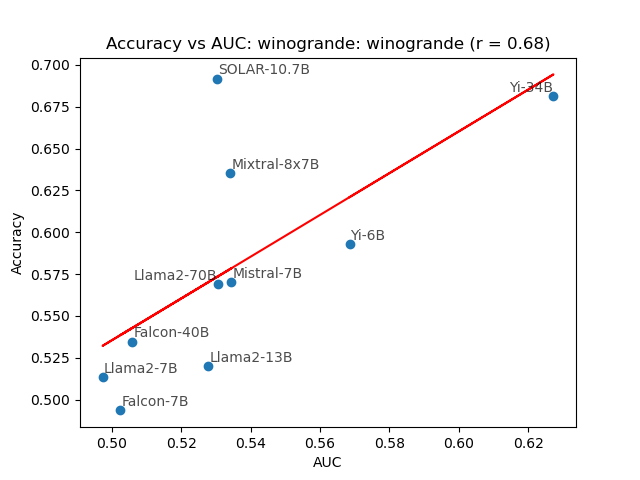 Accuracy vs AUC: winogrande: winogrande (r = 0.68)
0.700
0.675
0.650
0.625
0.600
0.575
0.550
0.525
0.500
Accuracy
SOLAR-10.7B
Yi-34B
Mixtral-8x7B
Yi-6B
Llama2-70B
Mistral-7B
Falcon-40B
Llama2-13B
Llama2-7B
Falcon-7B
0.50 0.52 0.54 0.56 0.58 0.60 0.62
AUC